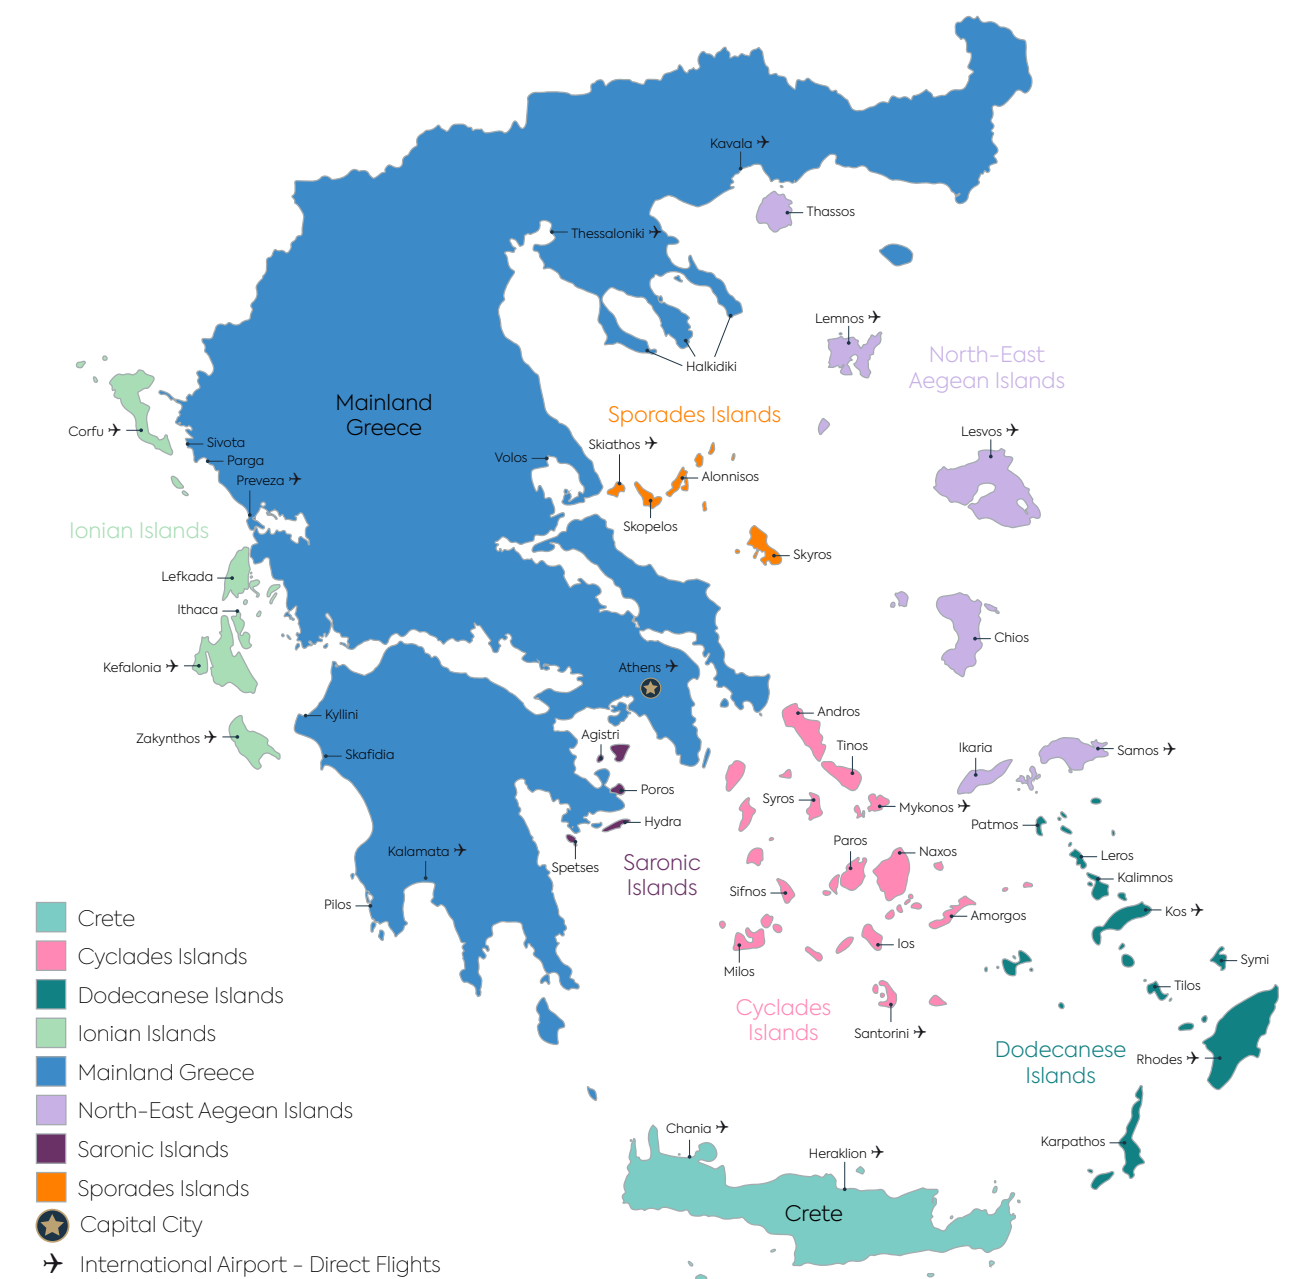 Kavala
Thassos
Thessaloniki
Lemnos
North-East
Aegean Islands
Halkidiki
Mainland
Greece
Sporades Islands
Corfu
Sivota
Parga
Preveza
Volos
Skiathos
Alonnisos
Skopelos
Lesvos
Ionian Islands
Skyros
Lefkada
Ithaca
Kefalonia
Chios
Athens
Kyllini
Zakynthos
Skafidia
Agistri
Andros
Tinos
Ikaria
Samos
Poros
Syros
Mykonos
Hydra
Patmos
Spetses
Saronic
Islands
Kalamata
Paros
Naxos
Leros
Kalimnos
Pilos
Sifnos
Amorgos
Kos
Ios
Milos
Symi
Tilos
Cyclades
Islands
Santorini
Dodecanese
Islands
Rhodes
Karpathos
Chania
Heraklion
Crete
Crete
Cyclades Islands
Dodecanese Islands
Ionian Islands
Mainland Greece
North-East Aegean Islands
Saronic Islands
Sporades Islands
Capital City
International Airport - Direct Flights